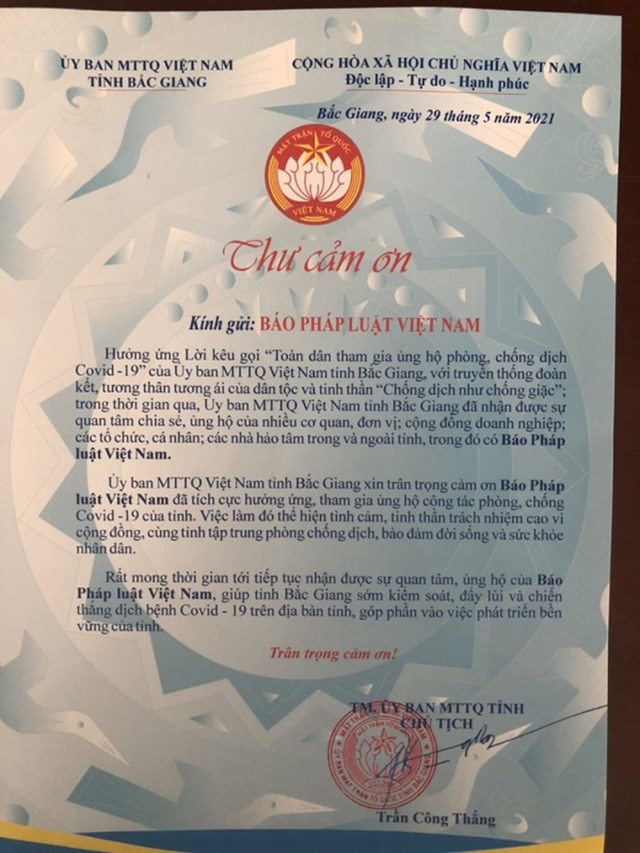 ỦY BAN MTTQ VIỆT NAM
TỈNH BẮC GIANG
CỘNG HÒA XÃ HỘI CHỦ NGHĨA VIỆT NAM
Độc lập - Tự do - Hạnh phúc
Bắc Giang, ngày 29 tháng 5 năm 2021
MẶT TRẬN TỔ QUỐC
VIỆT NAM
Thư cảm ơn
Kính gửi: BÁO PHÁP LUẬT VIỆT NAM
Hưởng ứng Lời kêu gọi “Toàn dân tham gia ủng hộ phòng, chống dịch
Covid -19” của Ủy ban MTTQ Việt Nam tỉnh Bắc Giang, với truyền thống đoàn
kết, tương thân tương ái của dân tộc và tinh thần “Chống dịch như chống giặc”;
trong thời gian qua, Ủy ban MTTQ Việt Nam tỉnh Bắc Giang đã nhận được sự
quan tâm chia sẻ, ủng hộ của nhiều cơ quan, đơn vị; cộng đồng doanh nghiệp;
các tổ chức, cá nhân; các nhà hảo tâm trong và ngoài tỉnh, trong đó có Báo Pháp
luật Việt Nam.
Ủy ban MTTQ Việt Nam tỉnh Bắc Giang xin trân trọng cảm ơn Báo Pháp
luật Việt Nam đã tích cực hưởng ứng, tham gia ủng hộ công tác phòng, chống
Covid -19 của tỉnh. Việc làm đó thể hiện tình cảm, tinh thần trách nhiệm cao vì
cộng đồng, cùng tỉnh tập trung phòng chống dịch, bảo đảm đời sống và sức khỏe
nhân dân.
Rất mong thời gian tới tiếp tục nhận được sự quan tâm, ủng hộ của Báo
Pháp luật Việt Nam, giúp tỉnh Bắc Giang sớm kiểm soát, đẩy lùi và chiến
thắng dịch bệnh Covid - 19 trên địa bàn tỉnh, góp phần vào việc phát triển bền
vững của tỉnh.
Trân trọng cảm ơn!
TM. ỦY BAN MTTQ TỈNH
CHỦ TỊCH
Trần Công Thắng